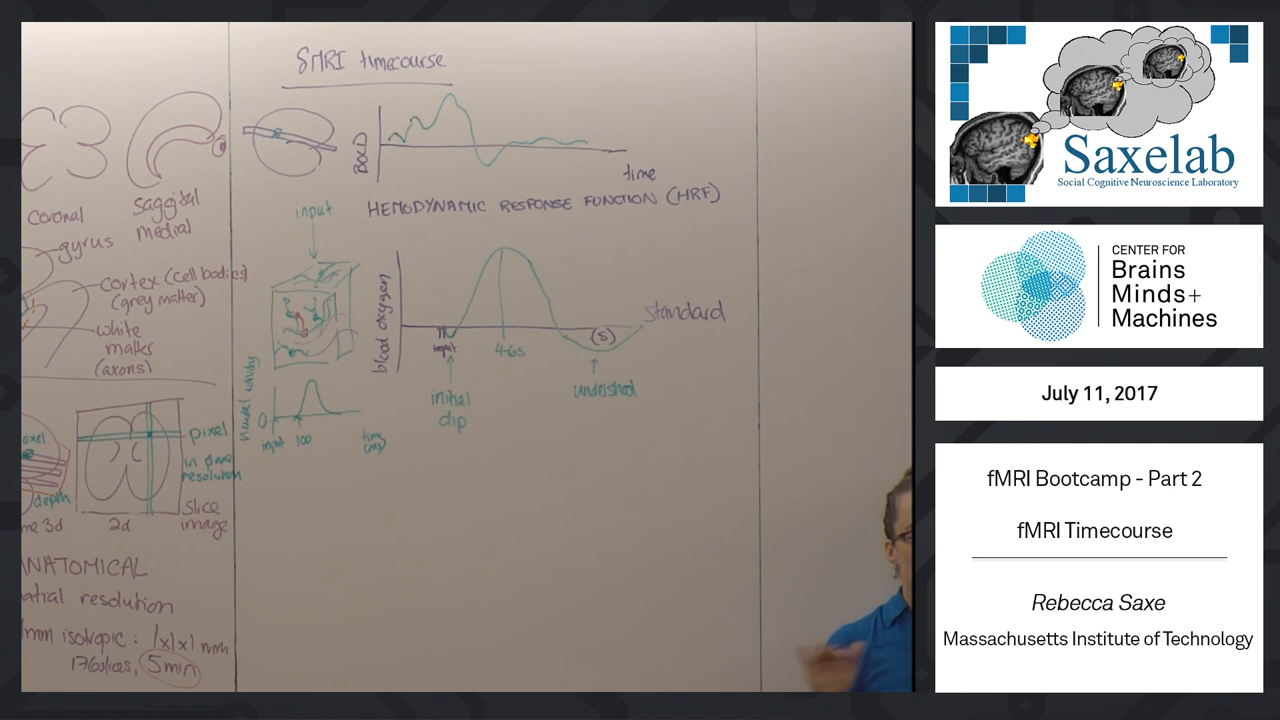 fMRI timecourse
BOLD
time
HEMODYNAMIC RESPONSE FUNCTION (HRF)
input
blood oxygen
input
4-6s
(S)
standard
initial
dip
undershoot
neural activity
0
input
100
time
(ms)
coronal
saggital
medial
gyrus
cortex (cell bodies)
(grey matter)
white
matter
(axons)
pixel
in plane
resolution
depth
3d
2d
slice
image
NATOMICAL
atial resolution
1mm isotropic : 1x1x1 mm
176 slices, 5min
Saxelab
Social Cognitive Neuroscience Laboratory
CENTER FOR
Brains
Minds+
Machines
July 11, 2017
fMRI Bootcamp - Part 2
fMRI Timecourse
Rebecca Saxe
Massachusetts Institute of Technology